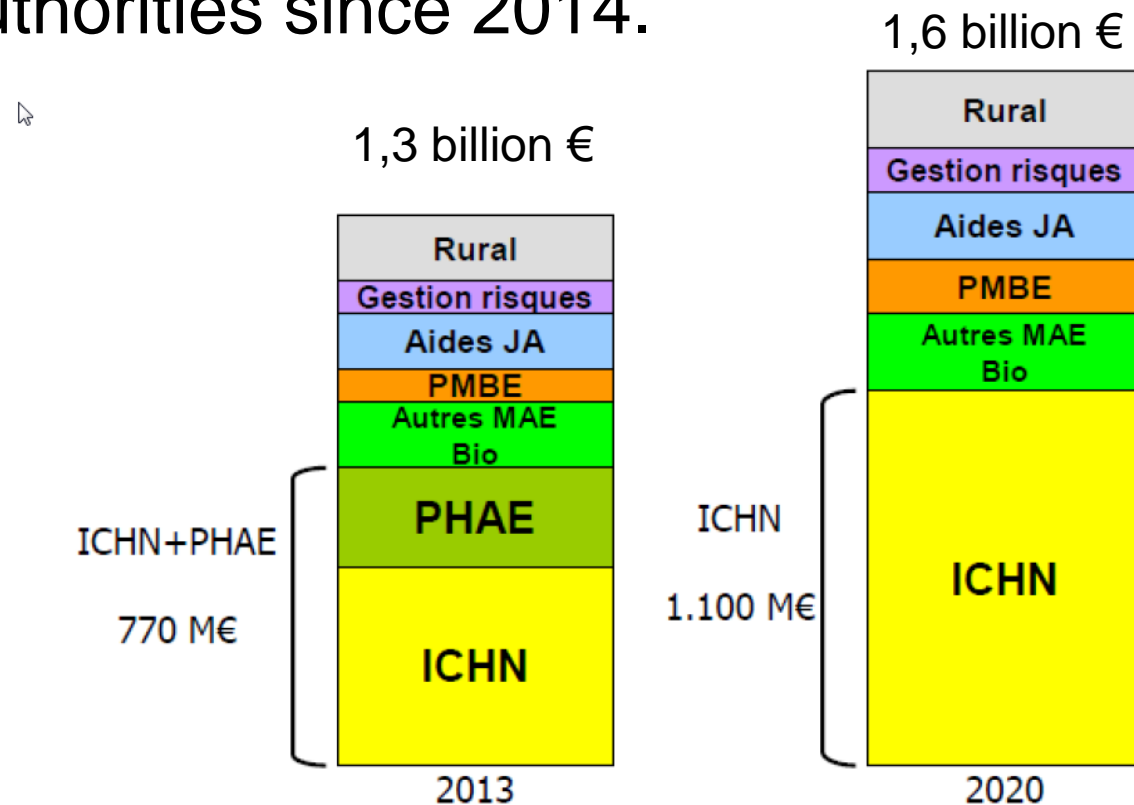 uthorities since 2014.
1,3 billion €
Rural
Gestion risques
Aides JA
PMBE
Autres MAE
Bio
PHAE
ICHN
ICHN+PHAE
770 M€
2013
1,6 billion €
Rural
Gestion risques
Aides JA
PMBE
Autres MAE
Bio
ICHN
ICHN
1.100 M€
2020